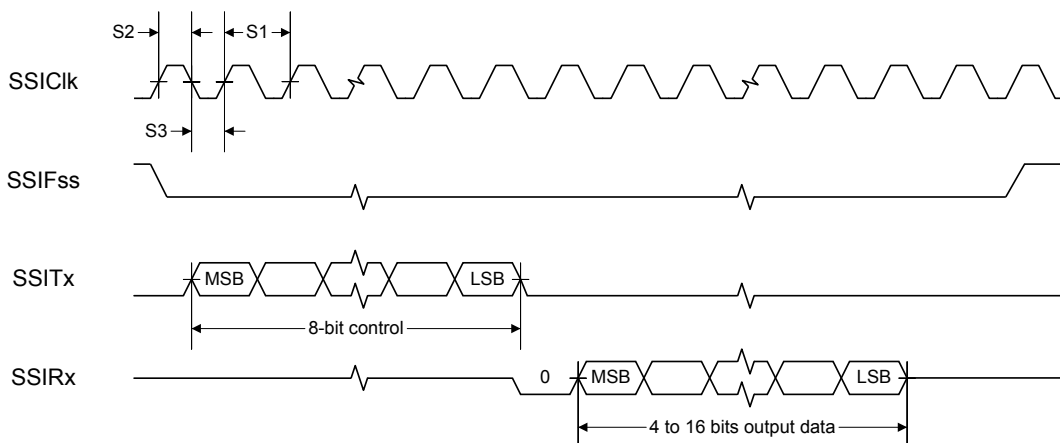 S2
S1
SSIClk
S3
SSIFss
SSITx
MSB
LSB
8-bit control
SSIRx
0
MSB
LSB
4 to 16 bits output data